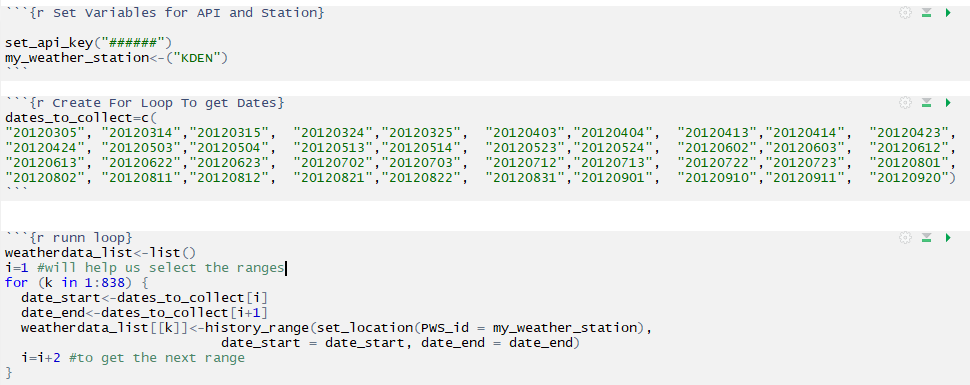 ```{r Set Variables for API and Station}
set_api_key("######")
my_weather_station<-("KDEN")
```
```{r Create For Loop To get Dates}
dates_to_collect=c(
"20120305", "20120314","20120315",  "20120324","20120325",  "20120403","20120404",  "20120413","20120414",  "20120423",
"20120424", "20120503","20120504",  "20120513","20120514",  "20120523","20120524",  "20120602","20120603",  "20120612",
"20120613", "20120622","20120623",  "20120702","20120703",  "20120712","20120713",  "20120722","20120723",  "20120801",
"20120802", "20120811","20120812",  "20120821","20120822",  "20120831","20120901",  "20120910","20120911",  "20120920")
```
```{r runn loop}
weatherdata_list<-list()
i=1 #will help us select the ranges
for (k in 1:838) {
  date_start<-dates_to_collect[i]
  date_end<-dates_to_collect[i+1]
  weatherdata_list[[k]]<-history_range(set_location(PWS_id = my_weather_station),
                           date_start = date_start, date_end = date_end)
  i=i+2 #to get the next range
}